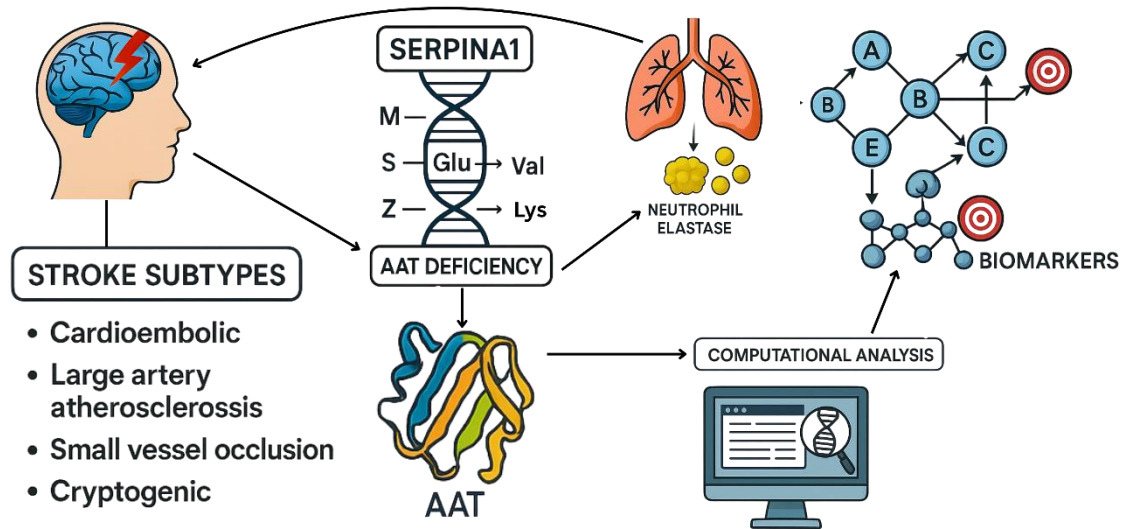 STROKE SUBTYPES
• Cardioembolic
• Large artery
atherosclerossis
• Small vessel occlusion
• Cryptogenic
SERPINA1
M
S Glu Val
Z Lys
AAT DEFICIENCY
AAT
NEUTROPHIL
ELASTASE
COMPUTATIONAL ANALYSIS
A
C
B
B
E
C
BIOMARKERS